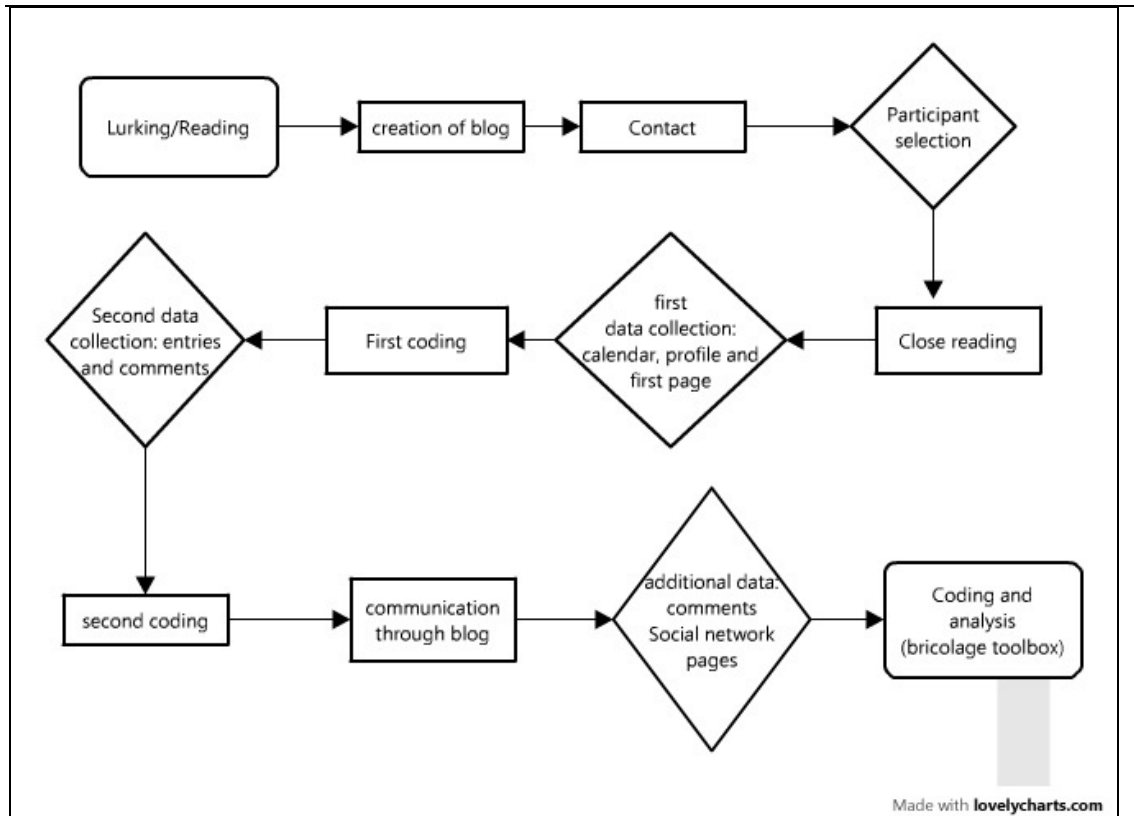 Lurking/Reading
creation of blog
Contact
Participant
selection
Close reading
first
data collection:
calendar, profile and
first page
First coding
Second data
collection: entries
and comments
second coding
communication
through blog
additional data:
comments
Social network
pages
Coding and
analysis
(bricolage toolbox)
Made with lovelycharts.com